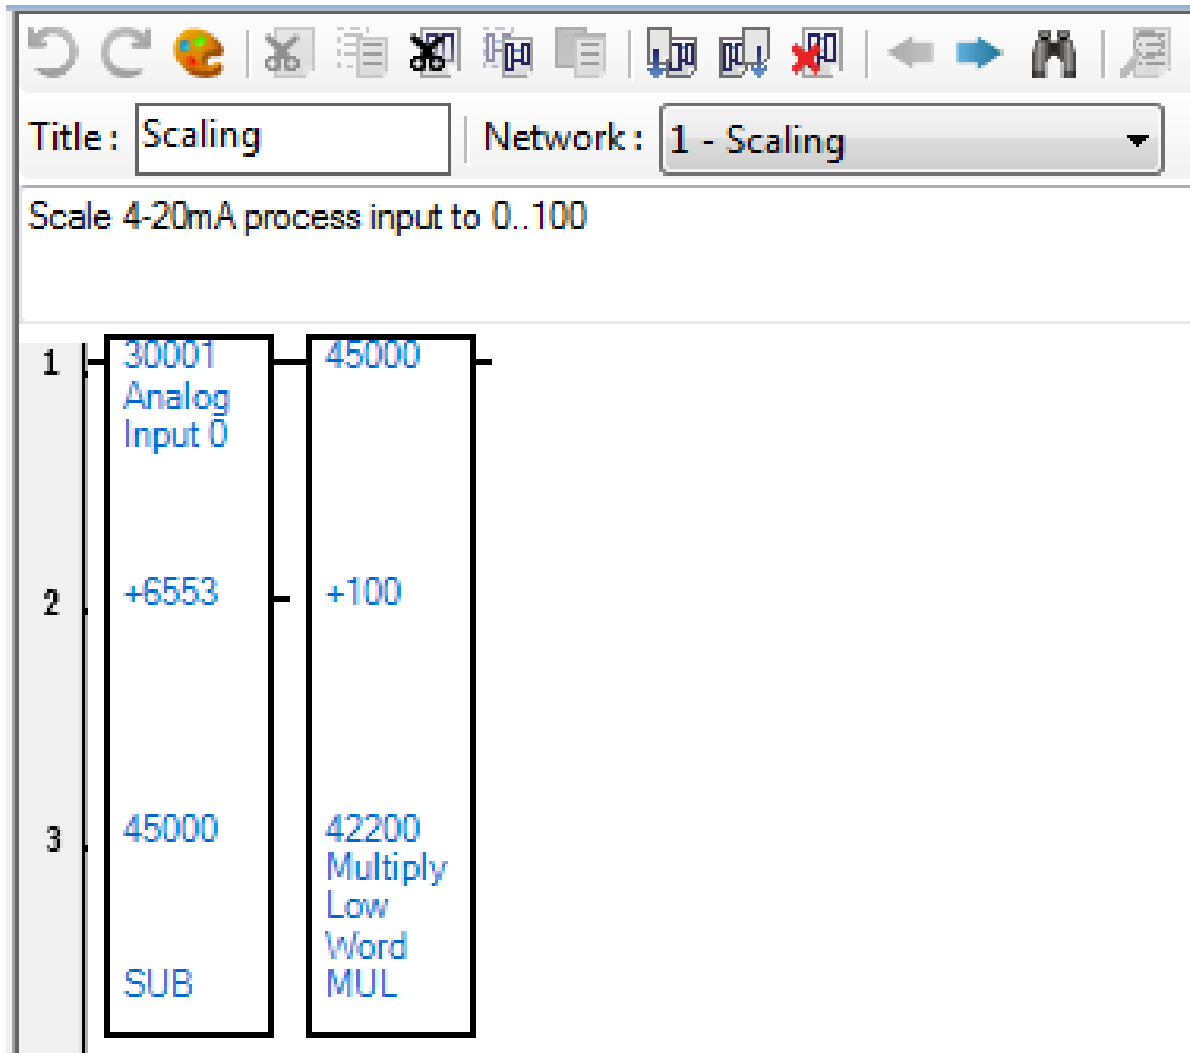 Title : Scaling Network : 1 - Scaling
Scale 4-20mA process input to 0..100
1 30001 45000
Analog
Input 0
2 +6553 +100
3 45000 42200
Multiply
Low
Word
SUB MUL